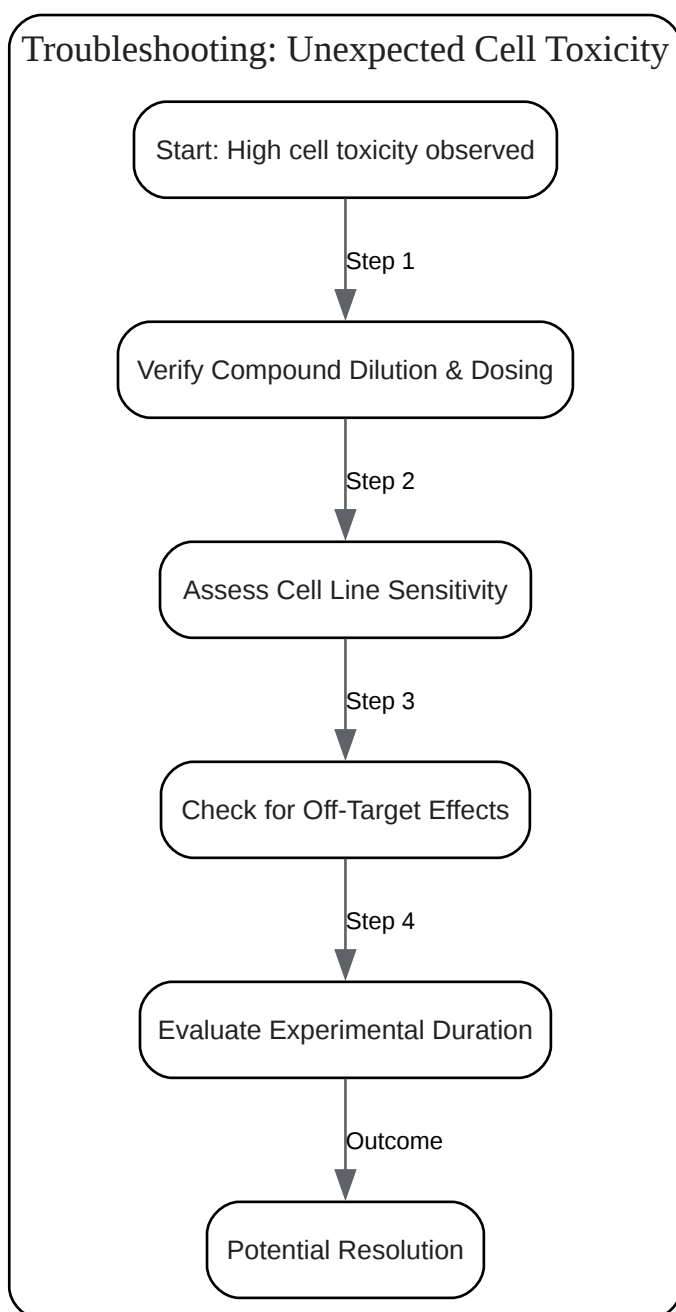 Troubleshooting: Unexpected Cell Toxicity
Start: High cell toxicity observed
Step 1
Verify Compound Dilution & Dosing
Step 2
Assess Cell Line Sensitivity
Step 3
Check for Off-Target Effects
Step 4
Evaluate Experimental Duration
Outcome
Potential Resolution